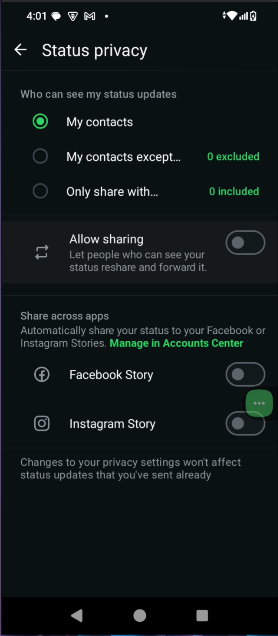 4:01
Status privacy
Who can see my status updates
My contacts
My contacts except... 0 excluded
Only share with... 0 included
Allow sharing
Let people who can see your
status reshare and forward it.
Share across apps
Automatically share your status to your Facebook or
Instagram Stories. Manage in Accounts Center
Facebook Story
Instagram Story
Changes to your privacy settings won't affect
status updates that you've sent already